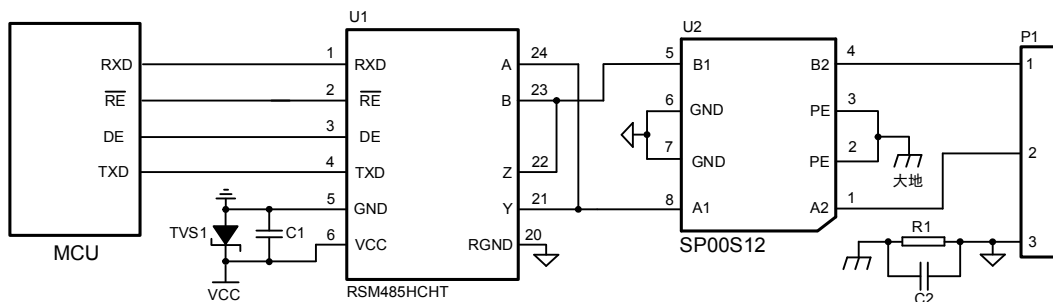 U1
U2
P1
RXD 1 RXD A 24 5 B1 B2 4 1
RE 2 RE B 23 6 GND PE 3
DE 3 DE 7 GND PE 2 2
TXD 4 TXD Z 22 大地
5 GND Y 21 8 A1 A2 1
TVS1 C1 6 VCC RGND 20 R1 3
MCU SP00S12
VCC RSM485HCHT C2